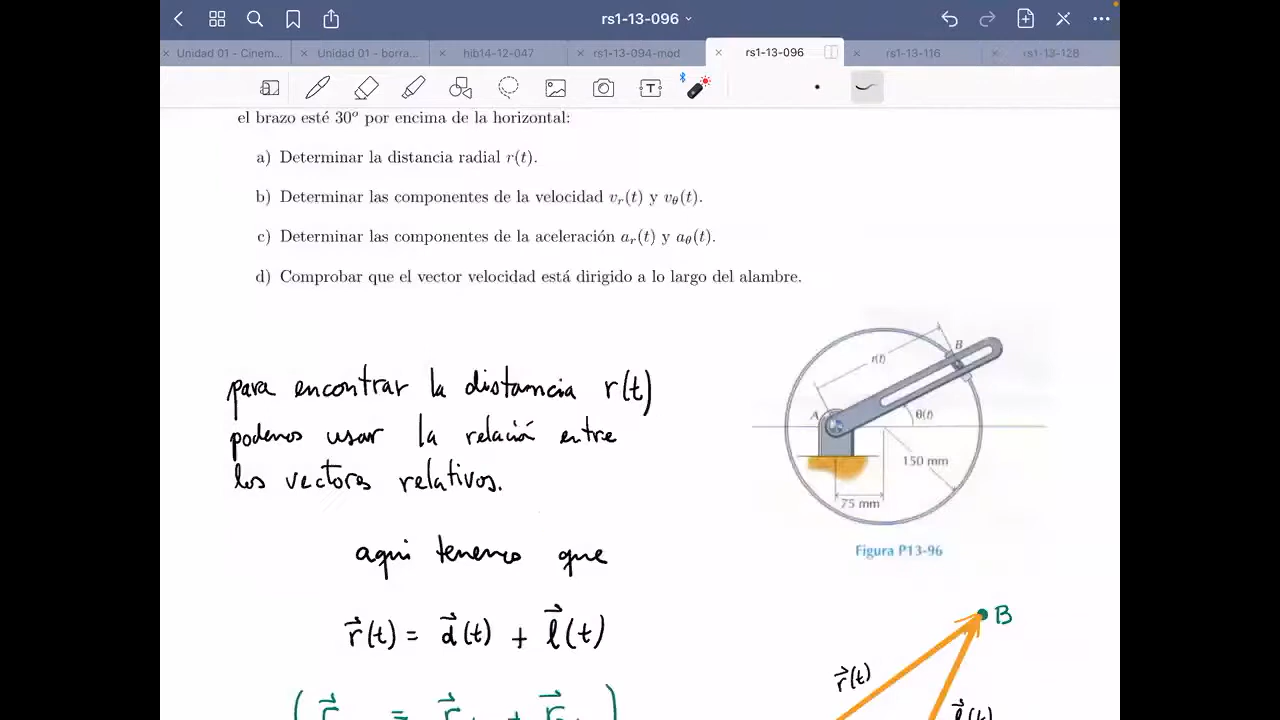 rs1-13-096
Unidad 01 - Cinem...
Unidad 01 - borra...
hib14-12-047
rs1-13-094-mod
rs1-13-096
rs1-13-116
rs1-13-128
T
el brazo esté 30º por encima de la horizontal:
a) Determinar la distancia radial r(t).
b) Determinar las componentes de la velocidad vᵣ(t) y v_θ(t).
c) Determinar las componentes de la aceleración aᵣ(t) y a_θ(t).
d) Comprobar que el vector velocidad está dirigido a lo largo del alambre.
para encontrar la distancia r(t)
podemos usar la relación entre
los vectores relativos.
aqui tenemos que
r⃗(t) = d⃗(t) + l⃗(t)
B
r(t)
A
θ(t)
150 mm
75 mm
Figura P13-96
B
r⃗(t)
l⃗(t)